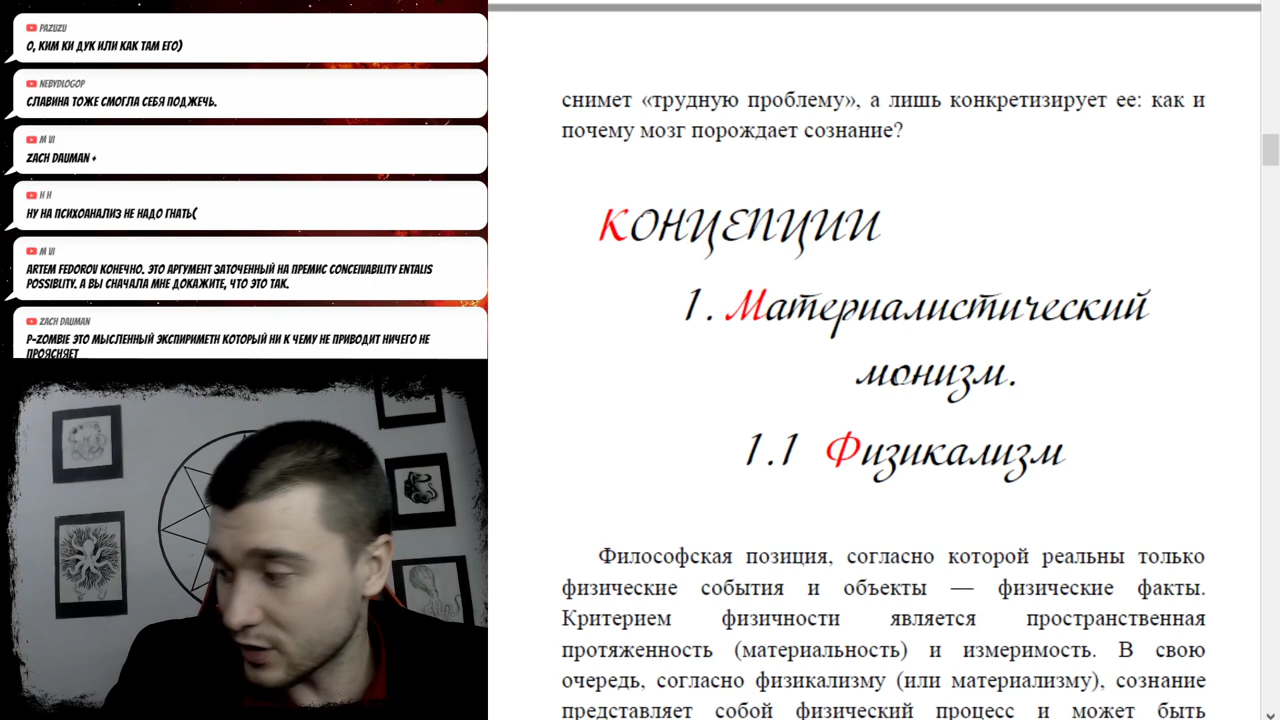 PAZUZU
О, КИМ КИ ДУК ИЛИ КАК ТАМ ЕГО)
NEBYDLOGOP
СЛАВИНА ТОЖЕ СМОГЛА СЕБЯ ПОДЖЕЧЬ.
M VI
ZACH DAUMAN +
H H
НУ НА ПСИХОАНАЛИЗ НЕ НАДО ГНАТЬ(
M VI
ARTEM FEDOROV КОНЕЧНО. ЭТО АРГУМЕНТ ЗАТОЧЕННЫЙ НА ПРЕМИС CONCEIVABILITY ENTALIS
POSSIBLITY. А ВЫ СНАЧАЛА МНЕ ДОКАЖИТЕ, ЧТО ЭТО ТАК.
ZACH DAUMAN
P-ZOMBIE ЭТО МЫСЛЕННЫЙ ЭКСПИРИМЕТН КОТОРЫЙ НИ К ЧЕМУ НЕ ПРИВОДИТ НИЧЕГО НЕ
ПРОЯСНЯЕТ
снимет «трудную проблему», а лишь конкретизирует ее: как и
почему мозг порождает сознание?
КОНЦЕПЦИИ
1. Материалистический
монизм.
1.1 Физикализм
Философская позиция, согласно которой реальны только
физические события и объекты — физические факты.
Критерием физичности является пространственная
протяженность (материальность) и измеримость. В свою
очередь, согласно физикализму (или материализму), сознание
представляет собой физический процесс и может быть